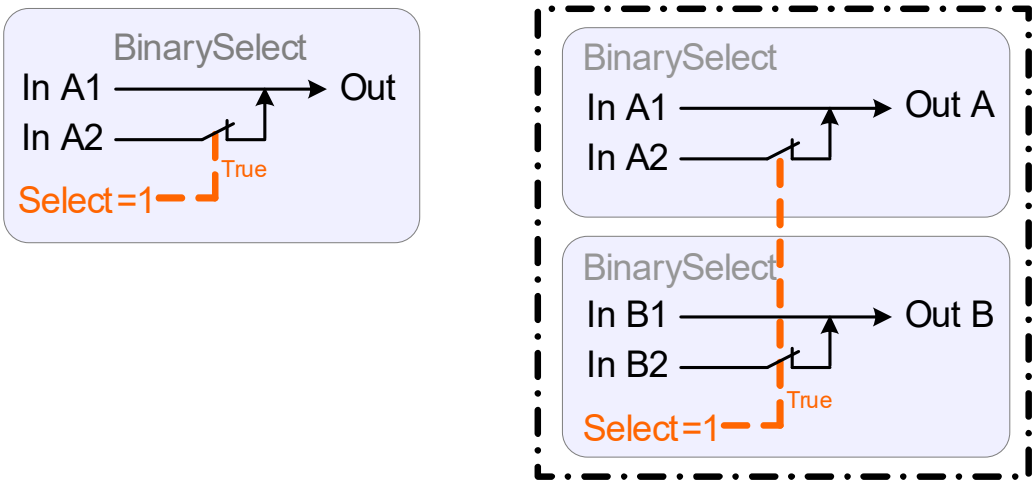 BinarySelect
In A1
Out
In A2
True
Select=1
BinarySelect
In A1
Out A
In A2
BinarySelect
In B1
Out B
In B2
True
Select=1